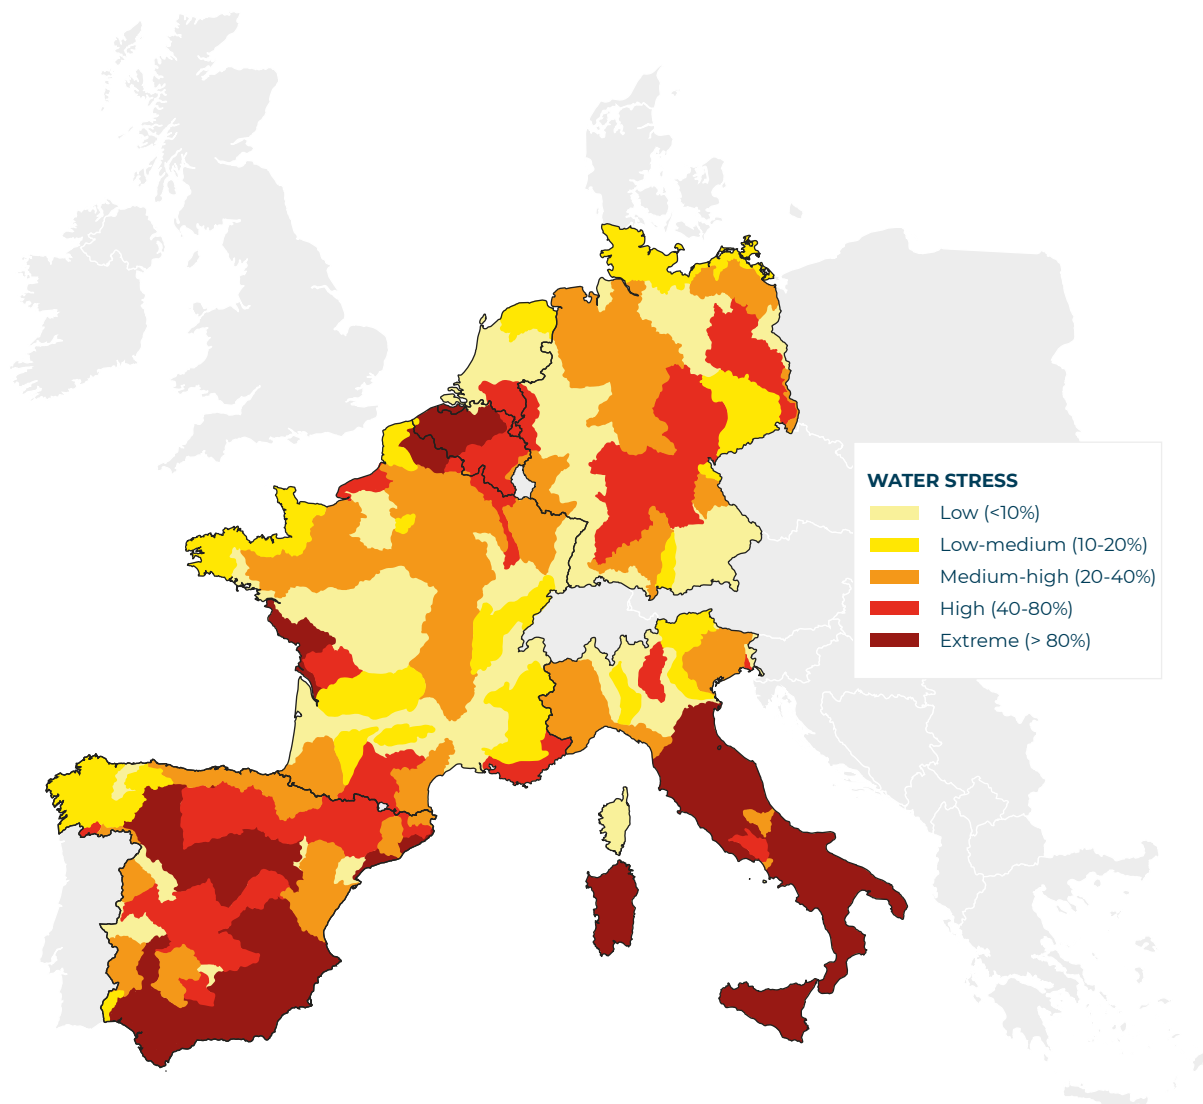 WATER STRESS
Low (<10%)
Low-medium (10-20%)
Medium-high (20-40%)
High (40-80%)
Extreme (> 80%)